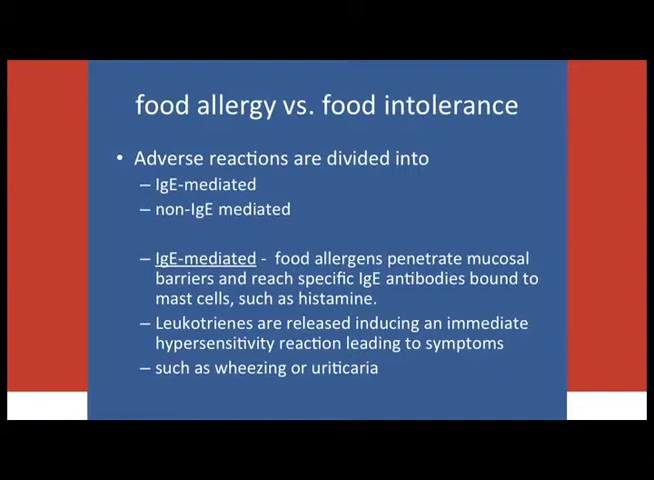 food allergy vs. food intolerance
• Adverse reactions are divided into
– IgE-mediated
– non-IgE mediated
– IgE-mediated - food allergens penetrate mucosal
barriers and reach specific IgE antibodies bound to
mast cells, such as histamine.
– Leukotrienes are released inducing an immediate
hypersensitivity reaction leading to symptoms
– such as wheezing or uriticaria